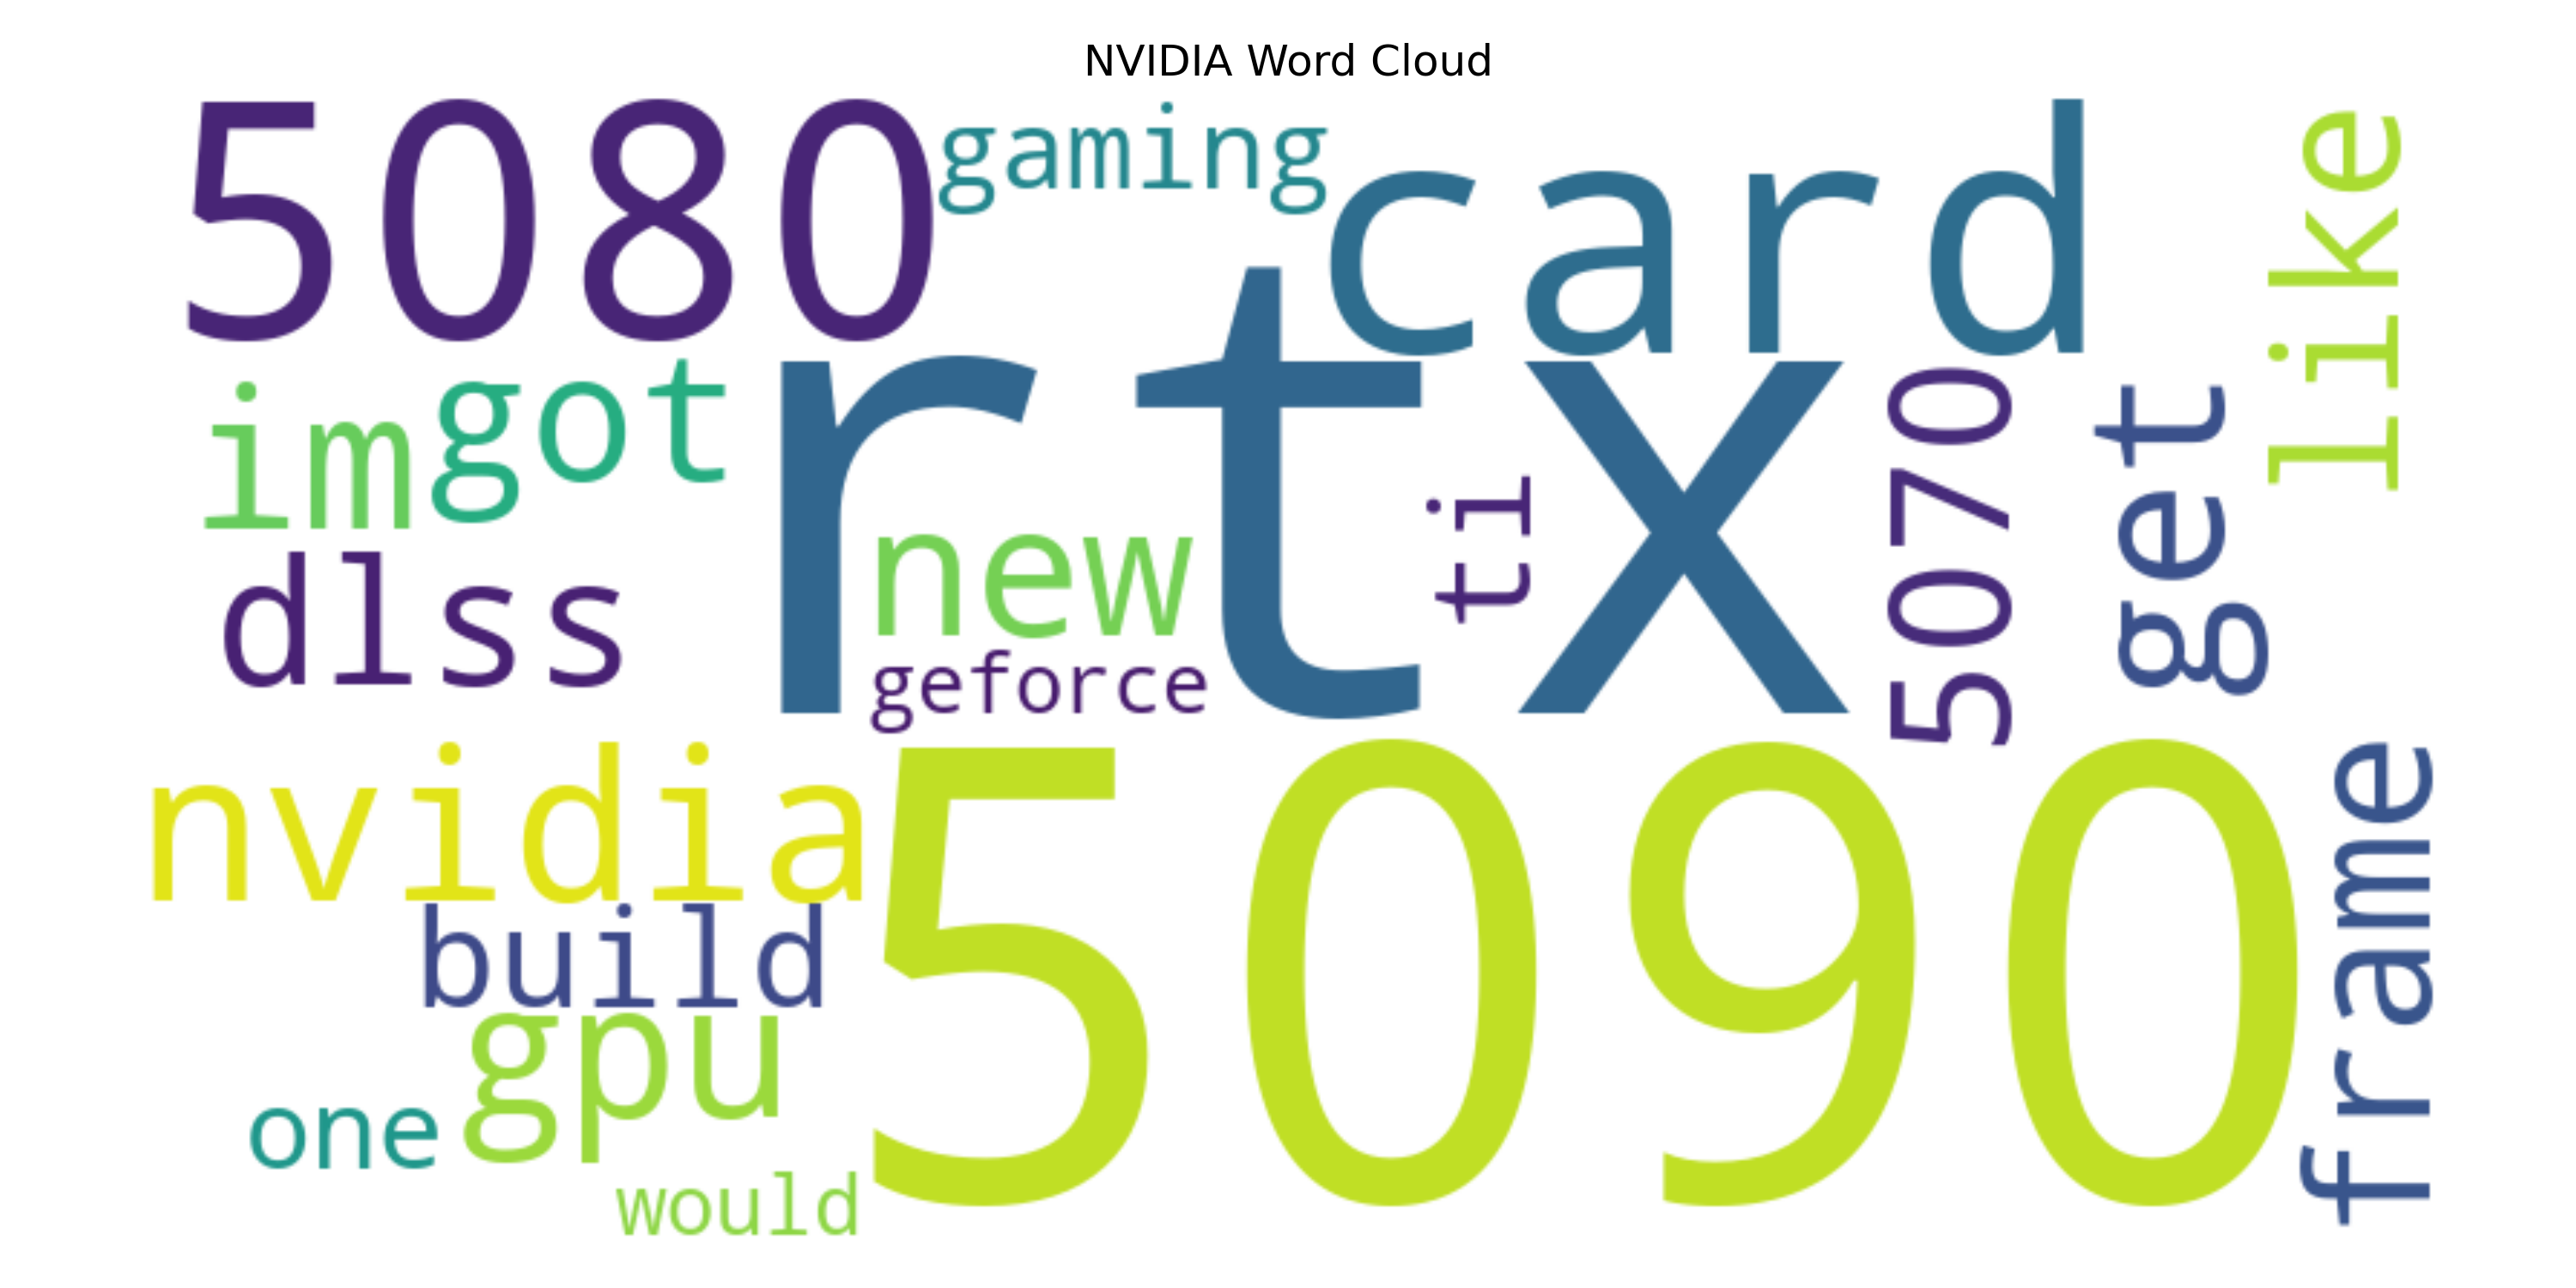 NVIDIA Word Cloud
5080
gaming
card
like
rtx
im
got
5070
get
ti
new
dlss
geforce
nvidia
5090
frame
build
gpu
one
would